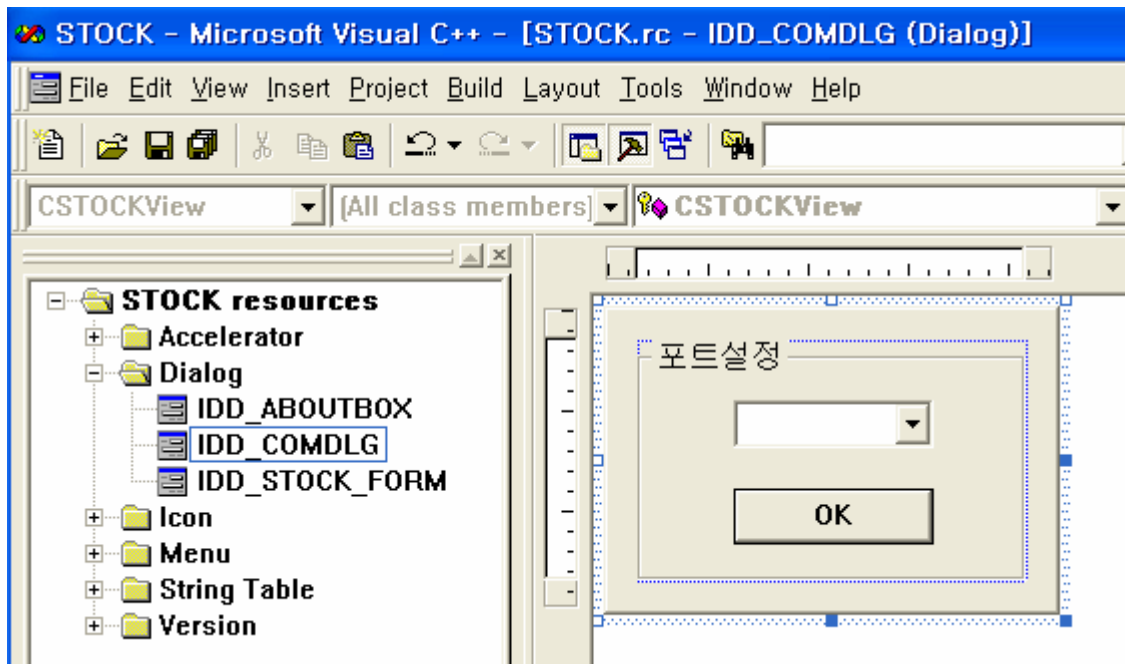 STOCK - Microsoft Visual C++ - [STOCK.rc - IDD_COMDLG (Dialog)]
File Edit View Insert Project Build Layout Tools Window Help
CSTOCKView [All class members] CSTOCKView
STOCK resources
Accelerator
Dialog
IDD_ABOUTBOX
IDD_COMDLG
IDD_STOCK_FORM
Icon
Menu
String Table
Version
포트설정
OK